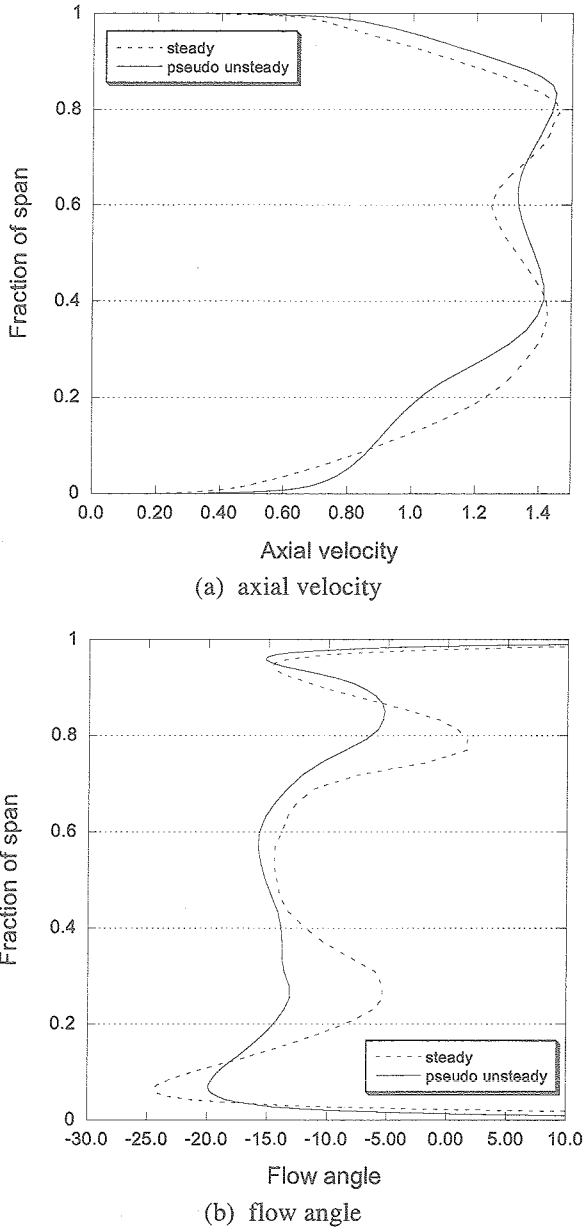 1
0.8
0.6
0.4
0.2
0
Fraction of span
steady
pseudo unsteady
0.0 0.20 0.40 0.60 0.80 1.0 1.2 1.4
Axial velocity
(a) axial velocity
1
0.8
0.6
0.4
0.2
0
Fraction of span
steady
pseudo unsteady
-30.0 -25.0 -20.0 -15.0 -10.0 -5.00 0.00 5.00 10.0
Flow angle
(b) flow angle